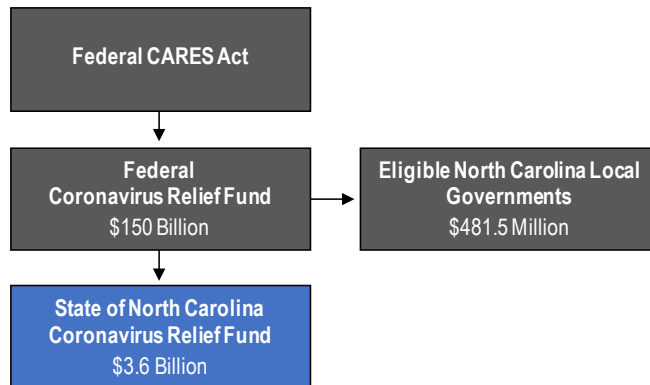 Federal CARES Act
Federal
Coronavirus Relief Fund
$150 Billion
Eligible North Carolina Local
Governments
$481.5 Million
State of North Carolina
Coronavirus Relief Fund
$3.6 Billion